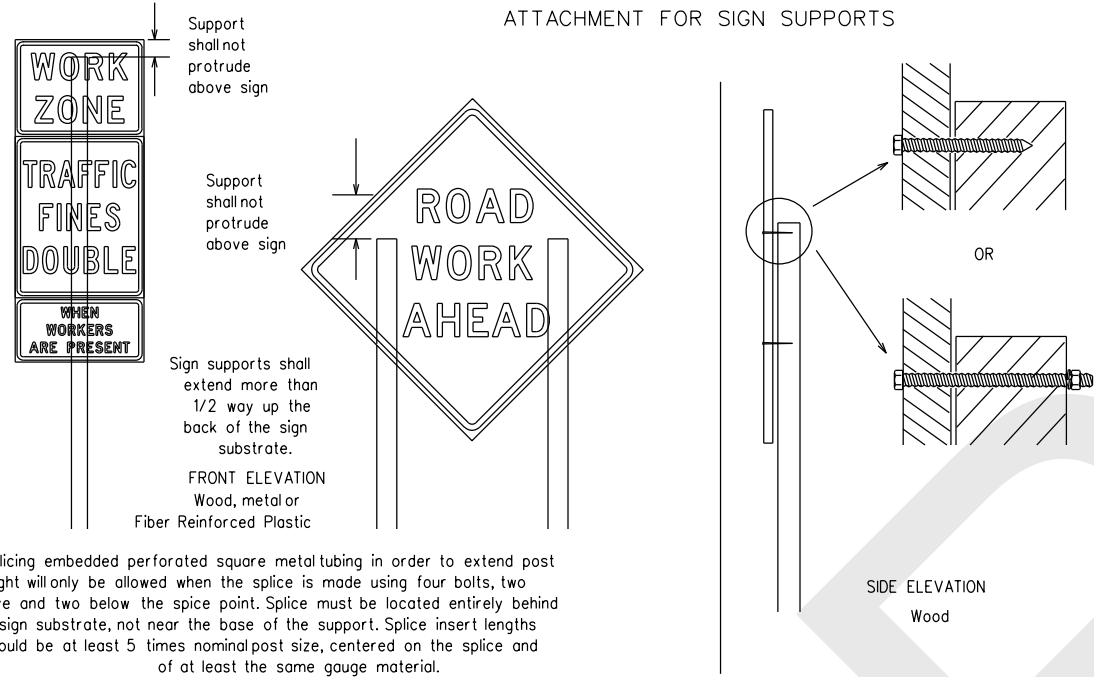 ATTACHMENT FOR SIGN SUPPORTS
Support
shall not
protrude
above sign
WORK
ZONE
TRAFFIC
FINES
DOUBLE
WHEN
WORKERS
ARE PRESENT
Support
shall not
protrude
above sign
ROAD
WORK
AHEAD
Sign supports shall
extend more than
1/2 way up the
back of the sign
substrate.
FRONT ELEVATION
Wood, metal or
Fiber Reinforced Plastic
OR
SIDE ELEVATION
Wood
licing embedded perforated square metal tubing in order to extend post
ght will only be allowed when the splice is made using four bolts, two
e and two below the spice point. Splice must be located entirely behind
sign substrate, not near the base of the support. Splice insert lengths
ould be at least 5 times nominal post size, centered on the splice and
of at least the same gauge material.